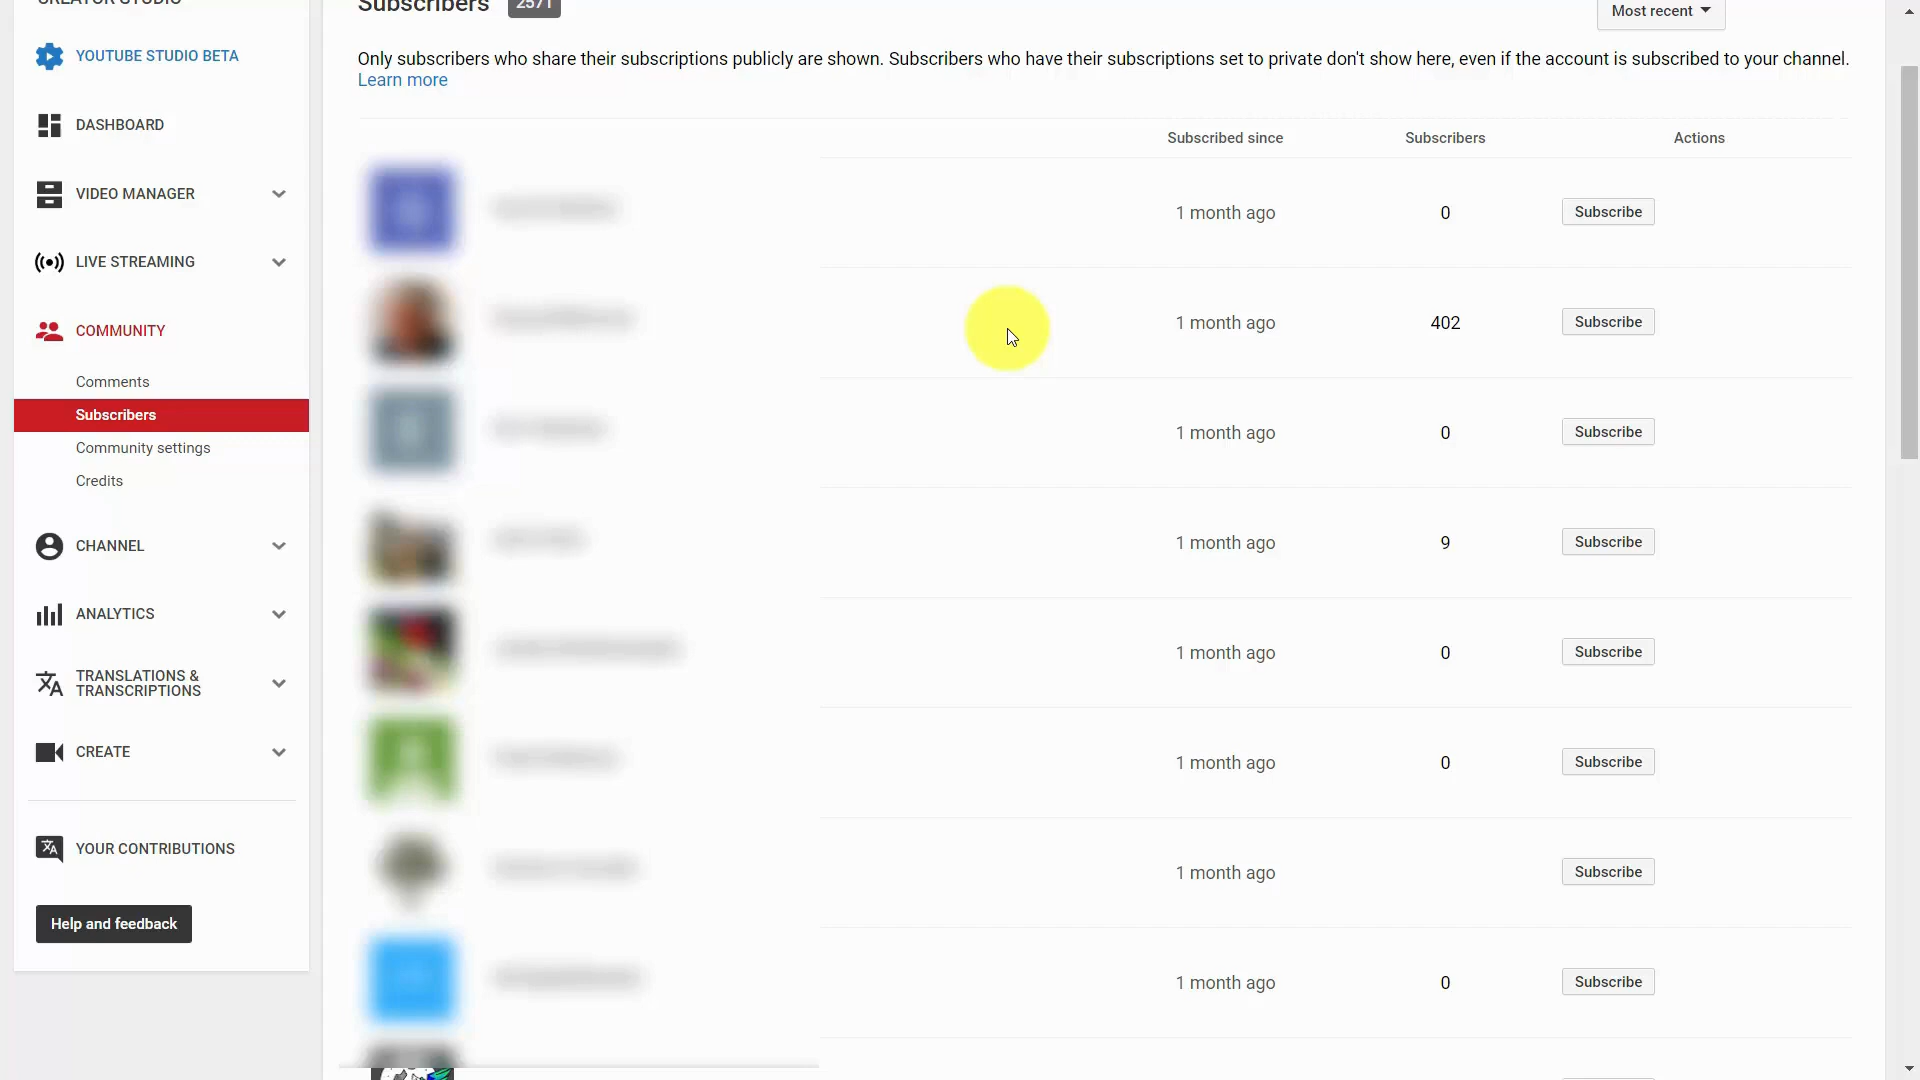 CREATOR STUDIO
Subscribers 2571
Most recent
YOUTUBE STUDIO BETA
Only subscribers who share their subscriptions publicly are shown. Subscribers who have their subscriptions set to private don't show here, even if the account is subscribed to your channel.
Learn more
DASHBOARD
Subscribed since Subscribers Actions
VIDEO MANAGER
1 month ago 0 Subscribe
LIVE STREAMING
COMMUNITY
1 month ago 402 Subscribe
Comments
Subscribers
1 month ago 0 Subscribe
Community settings
Credits
CHANNEL
1 month ago 9 Subscribe
ANALYTICS
1 month ago 0 Subscribe
TRANSLATIONS &
TRANSCRIPTIONS
CREATE
1 month ago 0 Subscribe
YOUR CONTRIBUTIONS
1 month ago Subscribe
Help and feedback
1 month ago 0 Subscribe